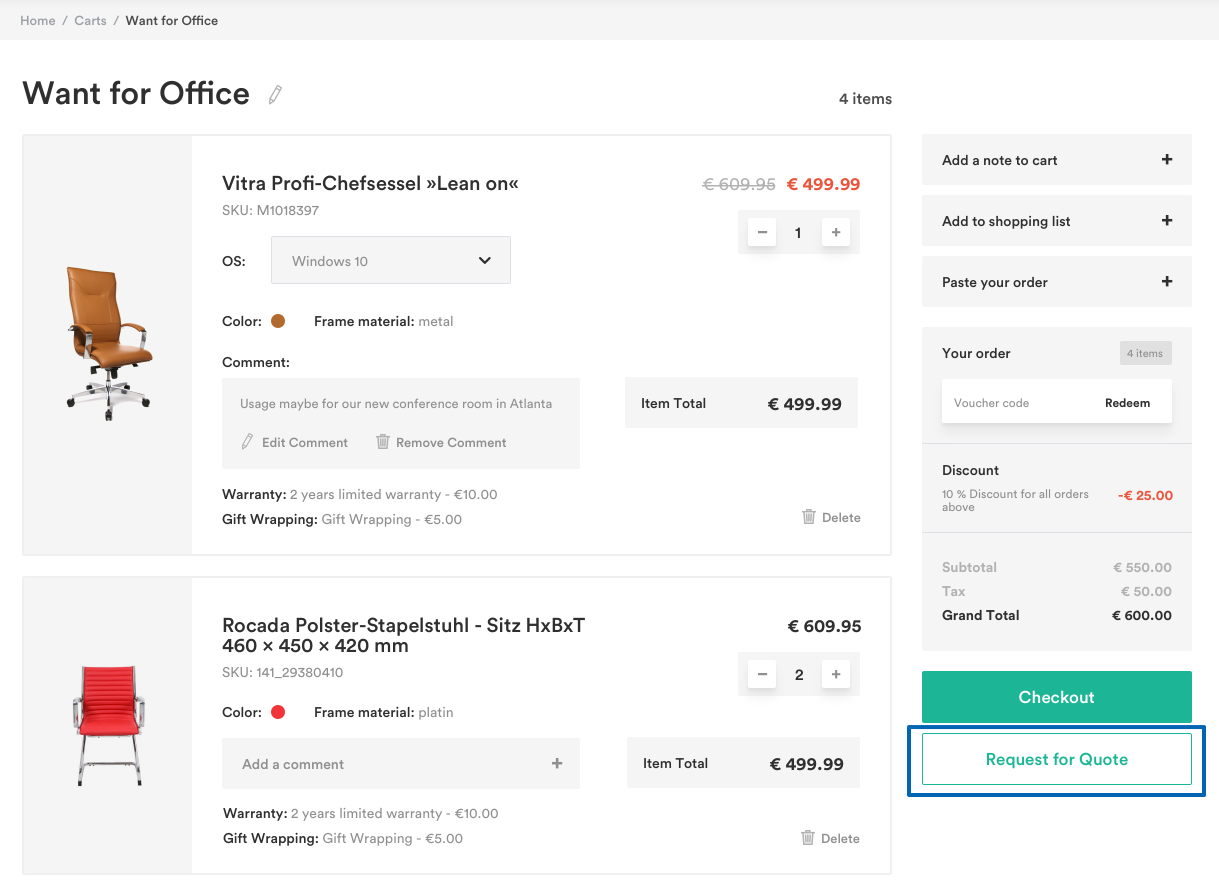 Home / Carts / Want for Office
Want for Office
4 items
Vitra Profi-Chefsessel »Lean on«
€ 609.95 € 499.99
SKU: M1018397
− 1 +
OS: Windows 10
Color: Frame material: metal
Comment:
Usage maybe for our new conference room in Atlanta
Edit Comment Remove Comment
Item Total € 499.99
Warranty: 2 years limited warranty - €10.00
Gift Wrapping: Gift Wrapping - €5.00
Delete
Rocada Polster-Stapelstuhl - Sitz HxBxT
460 × 450 × 420 mm
€ 609.95
SKU: 141_29380410
− 2 +
Color: Frame material: platin
Add a comment +
Item Total € 499.99
Warranty: 2 years limited warranty - €10.00
Gift Wrapping: Gift Wrapping - €5.00
Delete
Add a note to cart +
Add to shopping list +
Paste your order +
Your order 4 items
Voucher code Redeem
Discount
10 % Discount for all orders
above
-€ 25.00
Subtotal € 550.00
Tax € 50.00
Grand Total € 600.00
Checkout
Request for Quote